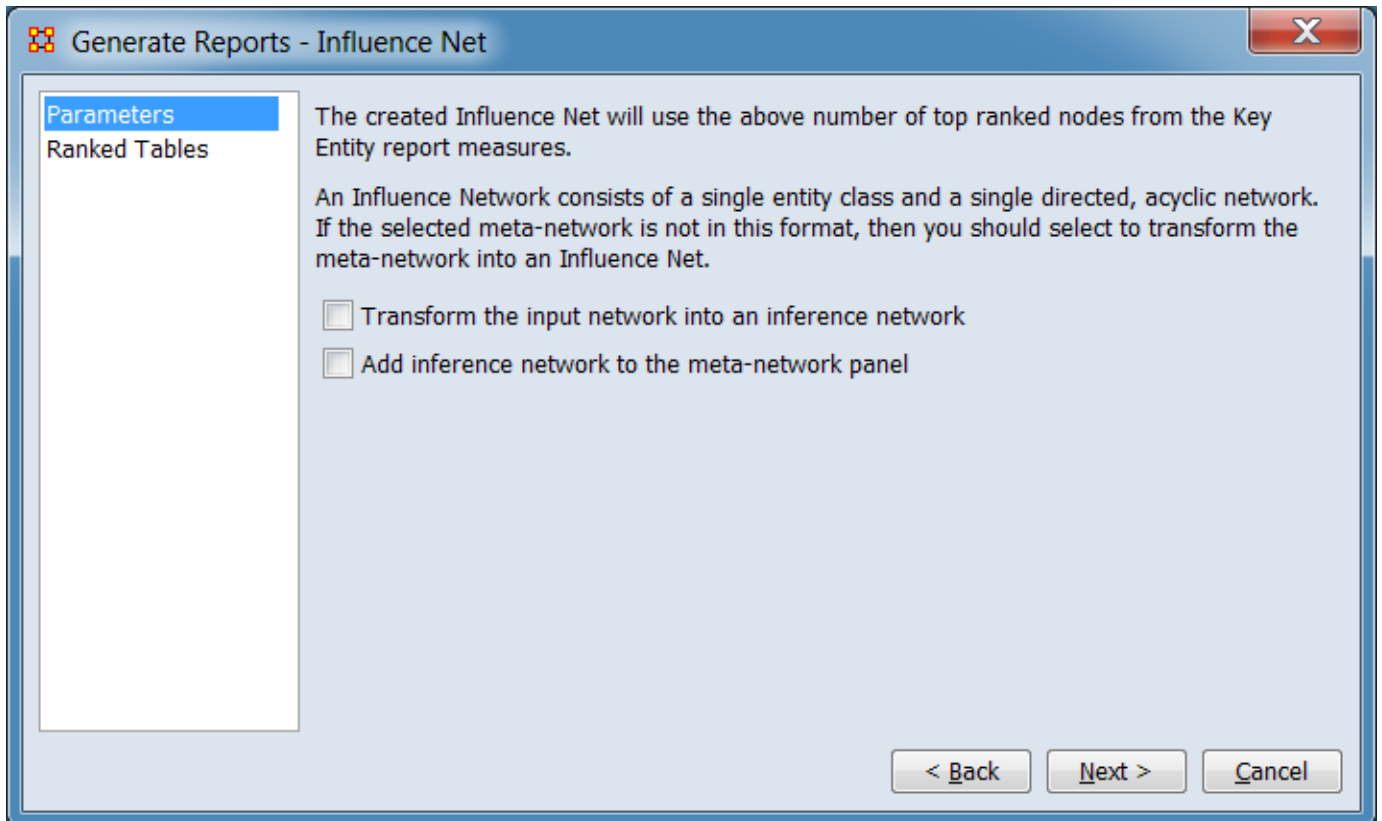 Generate Reports - Influence Net
X
Parameters
Ranked Tables
The created Influence Net will use the above number of top ranked nodes from the Key
Entity report measures.
An Influence Network consists of a single entity class and a single directed, acyclic network.
If the selected meta-network is not in this format, then you should select to transform the
meta-network into an Influence Net.
Transform the input network into an inference network
Add inference network to the meta-network panel
< Back
Next >
Cancel